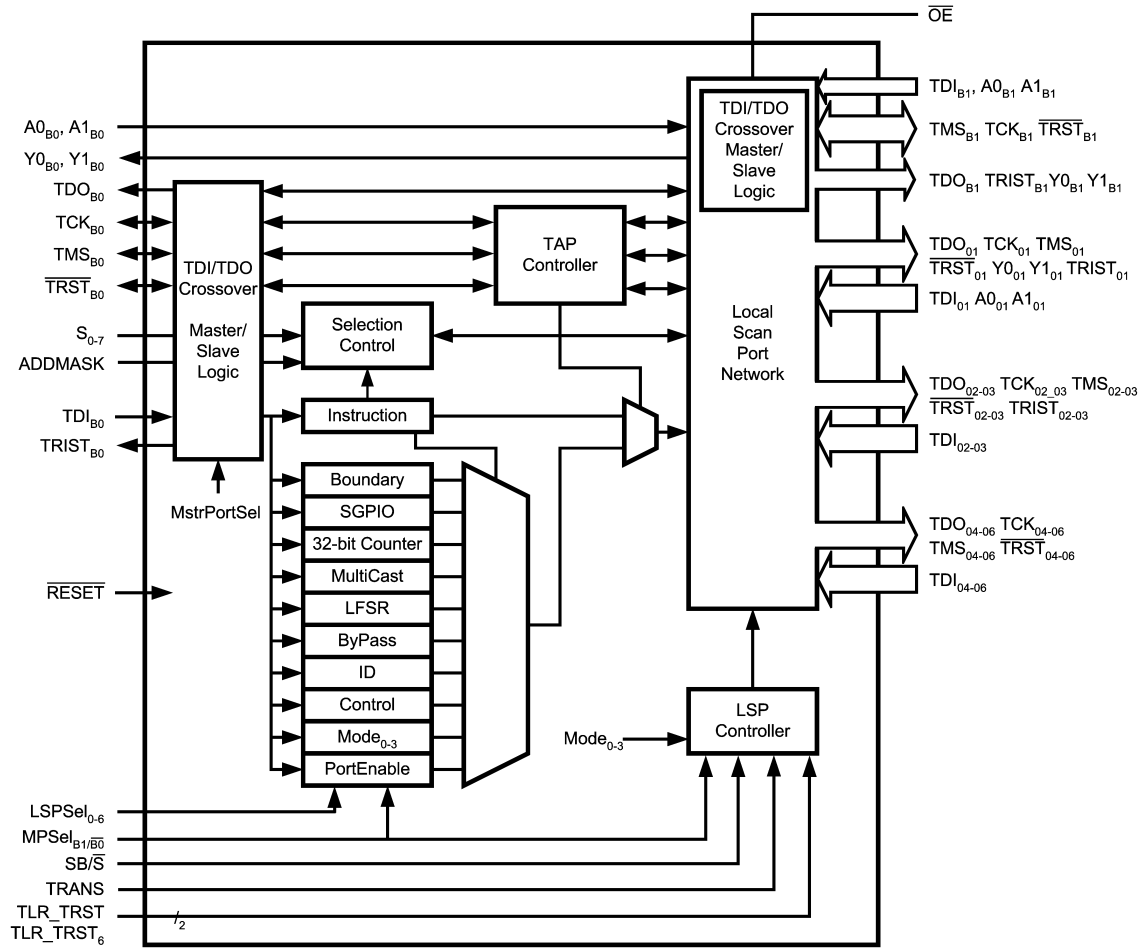 OE
A0B0, A1B0
Y0B0, Y1B0
TDOB0
TCKB0
TMSB0
TRSTB0
S0-7
ADDMASK
TDIB0
TRISTB0
RESET
LSPSel0-6
MPSelB1/B0
SB/S
TRANS
TLR_TRST
TLR_TRST6
2
TDI/TDO
Crossover
Master/
Slave
Logic
MstrPortSel
TAP
Controller
Selection
Control
Instruction
Boundary
SGPIO
32-bit Counter
MultiCast
LFSR
ByPass
ID
Control
Mode0-3
PortEnable
TDI/TDO
Crossover
Master/
Slave
Logic
Local
Scan
Port
Network
Mode0-3
LSP
Controller
TDIB1, A0B1 A1B1
TMSB1 TCKB1 TRSTB1
TDOB1 TRISTB1 Y0B1 Y1B1
TDO01 TCK01 TMS01
TRST01 Y001 Y101 TRIST01
TDI01 A001 A101
TDO02-03 TCK02_03 TMS02-03
TRST02-03 TRIST02-03
TDI02-03
TDO04-06 TCK04-06
TMS04-06 TRST04-06
TDI04-06